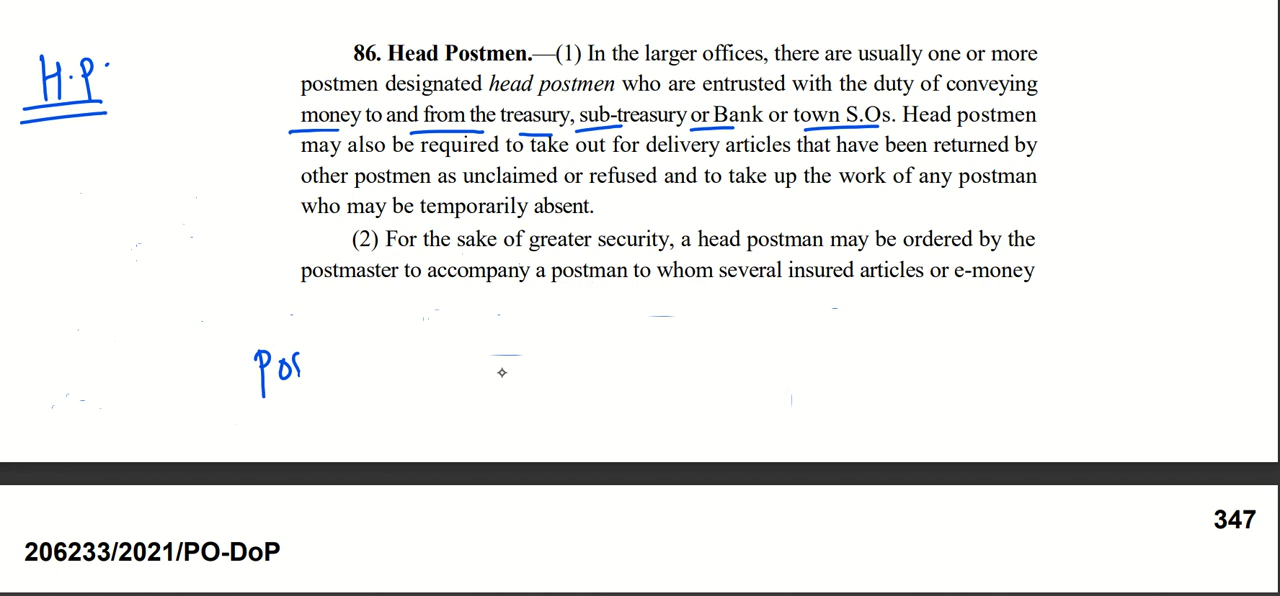 H.P.
86. Head Postmen.—(1) In the larger offices, there are usually one or more
postmen designated head postmen who are entrusted with the duty of conveying
money to and from the treasury, sub-treasury or Bank or town S.Os. Head postmen
may also be required to take out for delivery articles that have been returned by
other postmen as unclaimed or refused and to take up the work of any postman
who may be temporarily absent.
(2) For the sake of greater security, a head postman may be ordered by the
postmaster to accompany a postman to whom several insured articles or e-money
Pos
347
206233/2021/PO-DoP